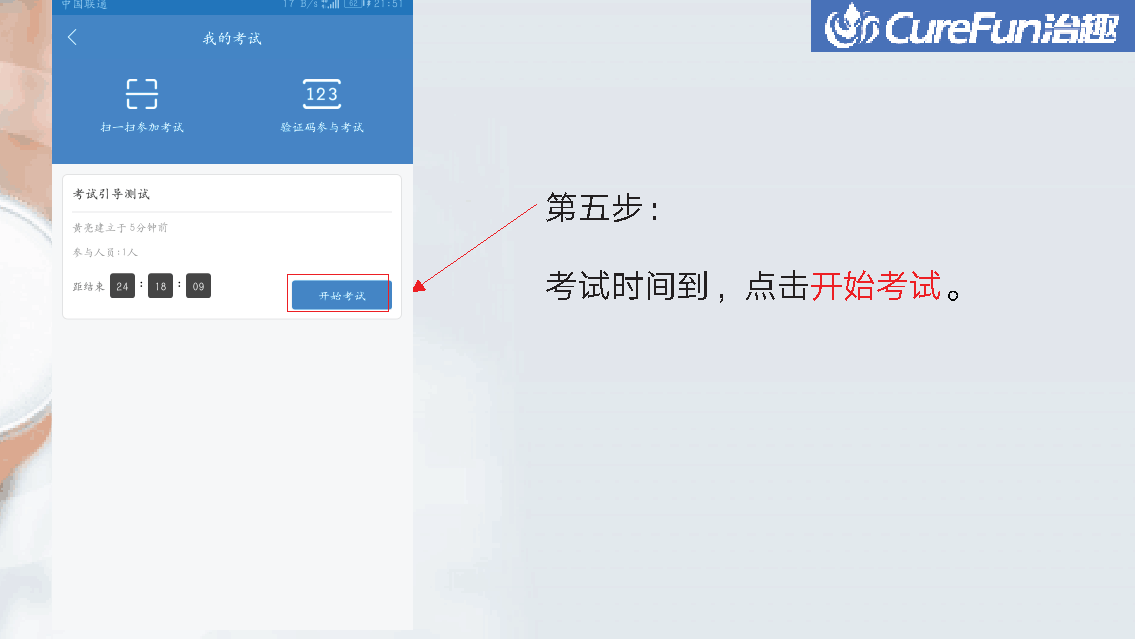 中国联通 17 B/s 62 21:51
我的考试
123
扫一扫参加考试 验证码参与考试
考试引导测试
黄亮建立于 5分钟前
参与人员:1人
距结束 24 : 18 : 09
开始考试
CureFun治趣
第五步:
考试时间到，点击开始考试。